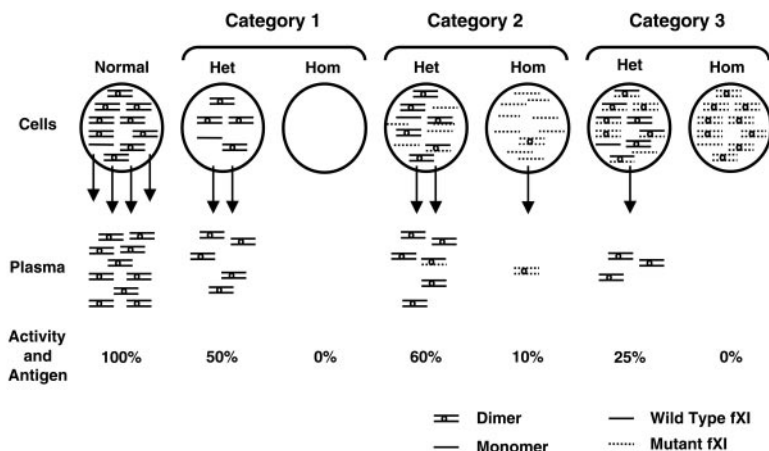 Category 1 Category 2 Category 3
Normal Het Hom Het Hom Het Hom
Cells
Plasma
Activity
and
Antigen
100% 50% 0% 60% 10% 25% 0%
Dimer Wild Type fXI
Monomer Mutant fXI